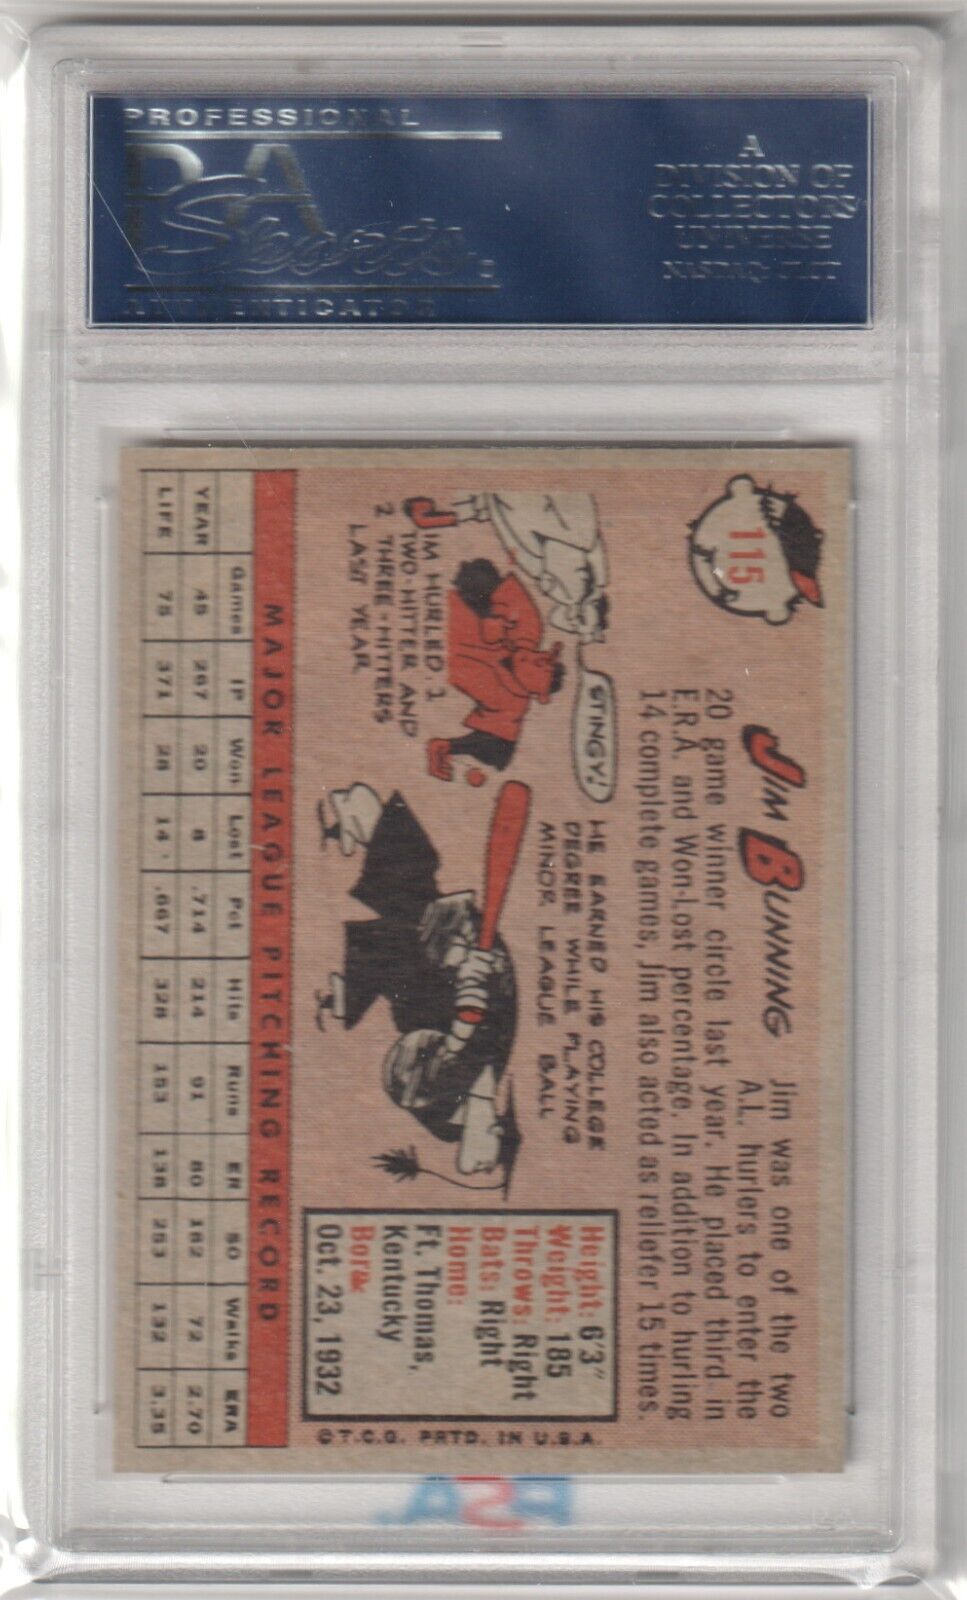 PROFESSIONAL
PSA
Sports
AUTHENTICATOR
A
DIVISION OF
COLLECTORS
UNIVERSE
NASDAQ: CLCT
115
JIM BUNNING
Jim was one of the two
A.L. hurlers to enter the
20 game winner circle last year. He placed third in
E.R.A. and Won-Lost percentage. In addition to hurling
14 complete games, Jim also acted as reliefer 15 times.
STINGY!
JIM HURLED 1
TWO-HITTER AND
2 THREE-HITTERS
LAST YEAR
HE EARNED HIS COLLEGE
DEGREE WHILE PLAYING
MINOR LEAGUE BALL
Height: 6'3"
Weight: 185
Throws: Right
Bats: Right
Home:
Ft. Thomas,
Kentucky
Born:
Oct. 23, 1932
©T.C.G. PRTD. IN U.S.A.
MAJOR LEAGUE PITCHING RECORD
Games IP Won Lost Pct Hits Runs ER SO Walks ERA
YEAR 45 267 20 8 .714 214 91 80 182 72 2.70
LIFE 75 371 28 14 .667 328 153 138 253 132 3.35
PSA